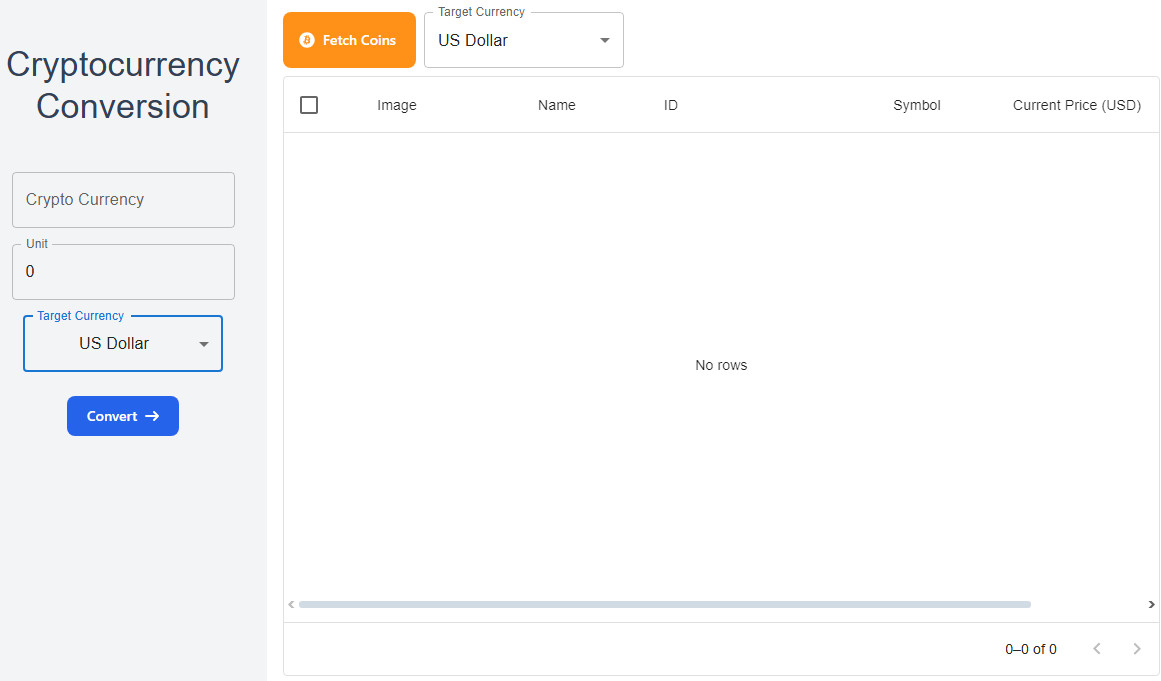 Cryptocurrency
Conversion
Crypto Currency
Unit
0
Target Currency
US Dollar
Convert
Fetch Coins
Target Currency
US Dollar
Image Name ID Symbol Current Price (USD)
No rows
0–0 of 0